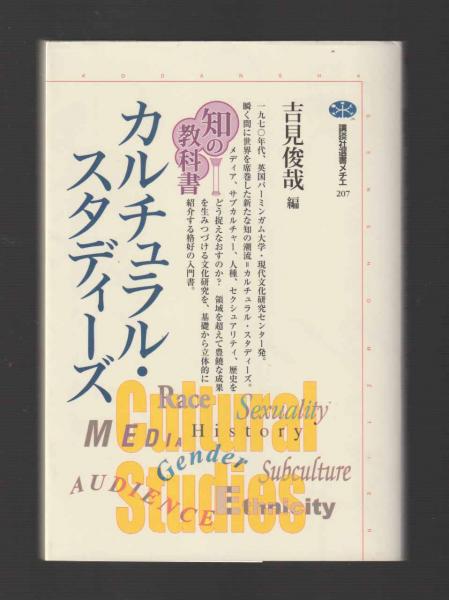 KODANSHA
講談社選書メチエ
207
SENSHO METIER
吉見俊哉 編
一九七〇年代、英国バーミンガム大学・現代文化研究センター発。
瞬く間に世界を席巻した新たな知の潮流=カルチュラル・スタディーズ。
メディア、サブカルチャー、人種、セクシュアリティ、歴史を
どう捉えなおすのか? 領域を超えて豊饒な成果
を生みつづける文化研究を、基礎から立体的に
紹介する格好の入門書。
知の
教科書
カルチュラル・
スタディーズ
Cultural
Studies
Race
Sexuality
MEDIA
History
Gender
Subculture
AUDIENCE
Ethnicity